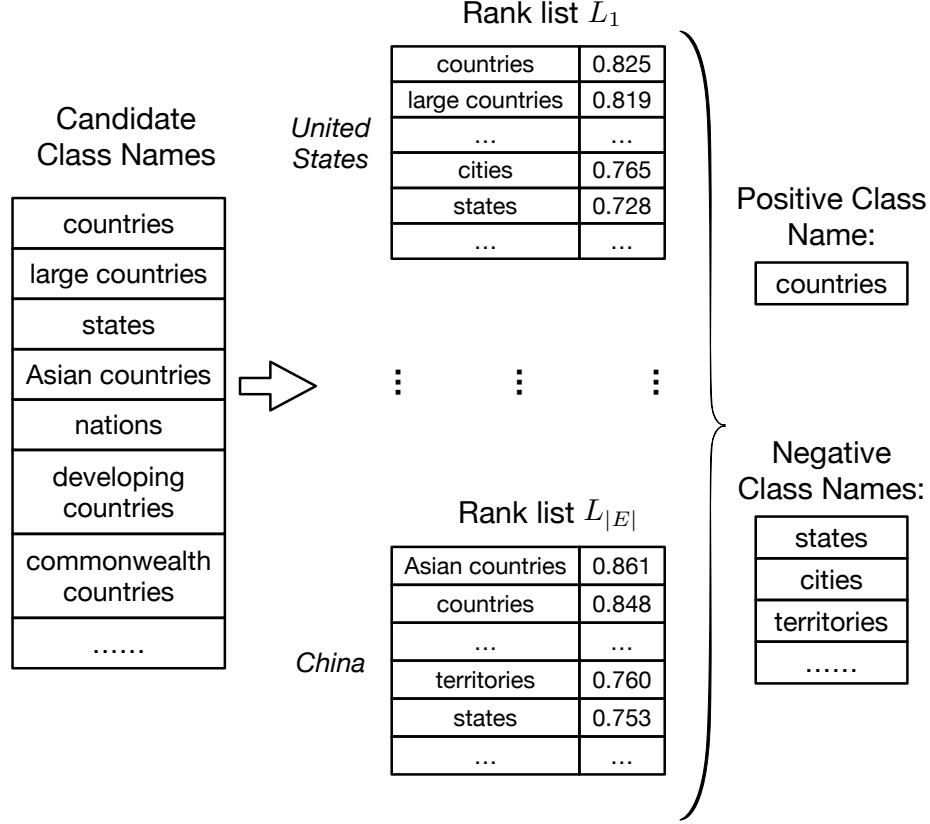 Candidate
Class Names
countries
large countries
states
Asian countries
nations
developing
countries
commonwealth
countries
......
Rank list L1
United
States
countries 0.825
large countries 0.819
... ...
cities 0.765
states 0.728
... ...
⋮ ⋮ ⋮
Rank list L|E|
China
Asian countries 0.861
countries 0.848
... ...
territories 0.760
states 0.753
... ...
Positive Class
Name:
countries
Negative
Class Names:
states
cities
territories
......